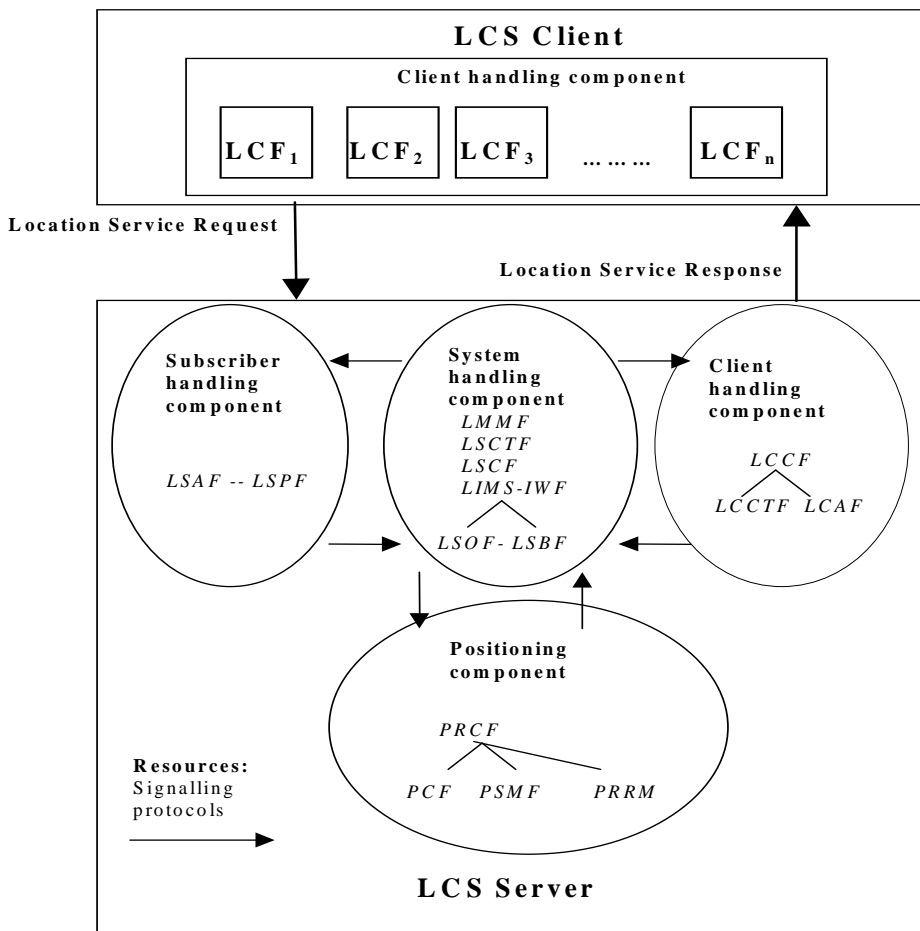 LCS Client
Client handling component
LCF1
LCF2
LCF3
... ... ...
LCFn
Location Service Request
Location Service Response
Subscriber
handling
component
LSAF -- LSPF
System
handling
component
LMMF
LSCTF
LSCF
LIMS-IWF
LSOF- LSBF
Client
handling
component
LCCF
LCCTF LCAF
Positioning
component
PRCF
PCF PSMF PRRM
Resources:
Signalling
protocols
LCS Server